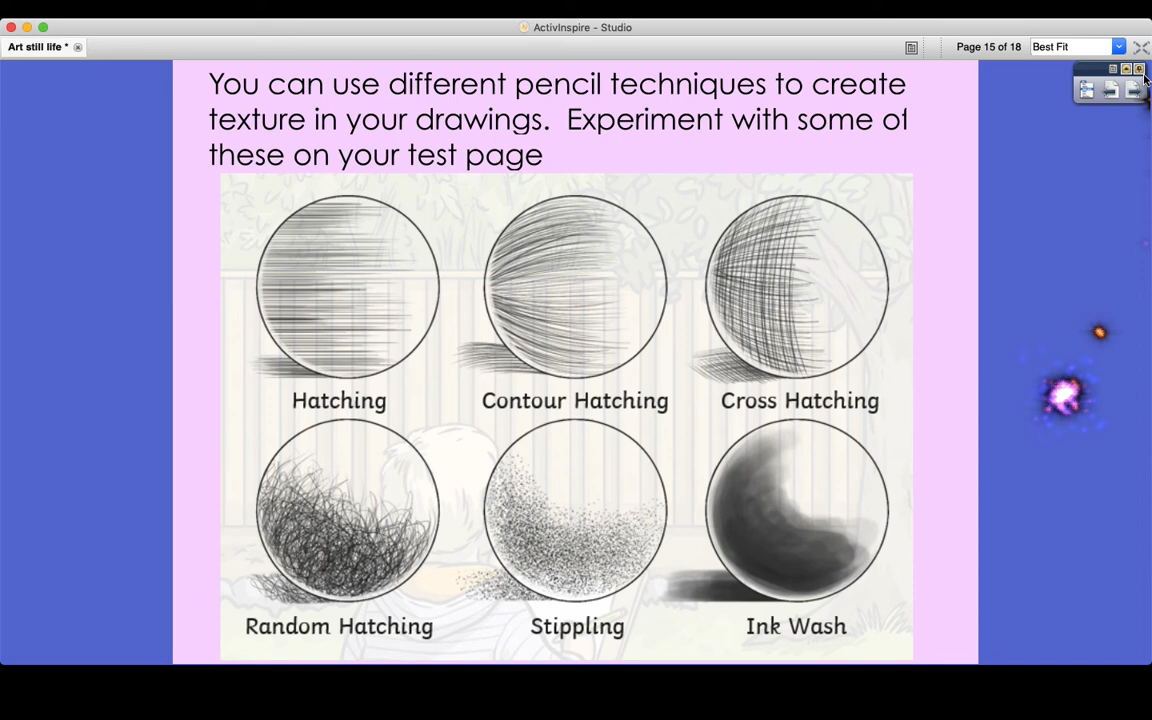 ActivInspire - Studio
Art still life *
Page 15 of 18
Best Fit
You can use different pencil techniques to create
texture in your drawings.  Experiment with some of
these on your test page
Hatching
Contour Hatching
Cross Hatching
Random Hatching
Stippling
Ink Wash